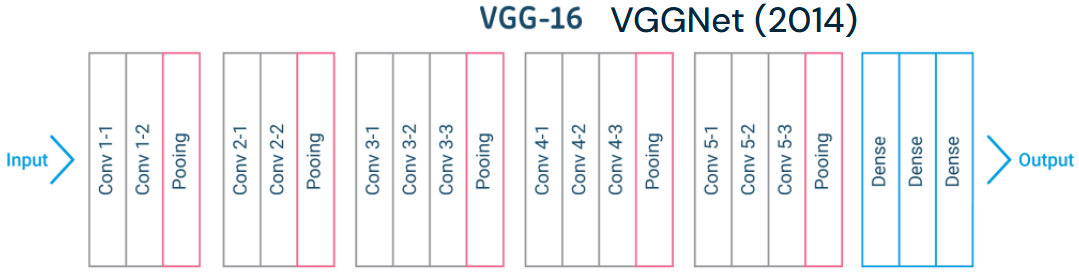 VGG-16 VGGNet (2014)
Input
Conv 1-1
Conv 1-2
Pooing
Conv 2-1
Conv 2-2
Pooing
Conv 3-1
Conv 3-2
Conv 3-3
Pooing
Conv 4-1
Conv 4-2
Conv 4-3
Pooing
Conv 5-1
Conv 5-2
Conv 5-3
Pooing
Dense
Dense
Dense
Output